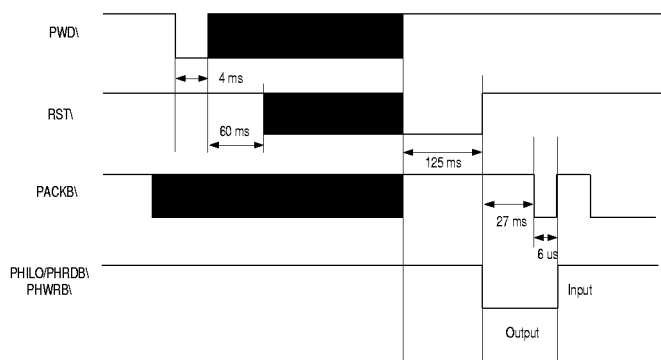 PWD\
4 ms
RST\
60 ms
125 ms
PACKB\
27 ms
6 us
PHILO/PHRDB\
PHWRB\
Input
Output